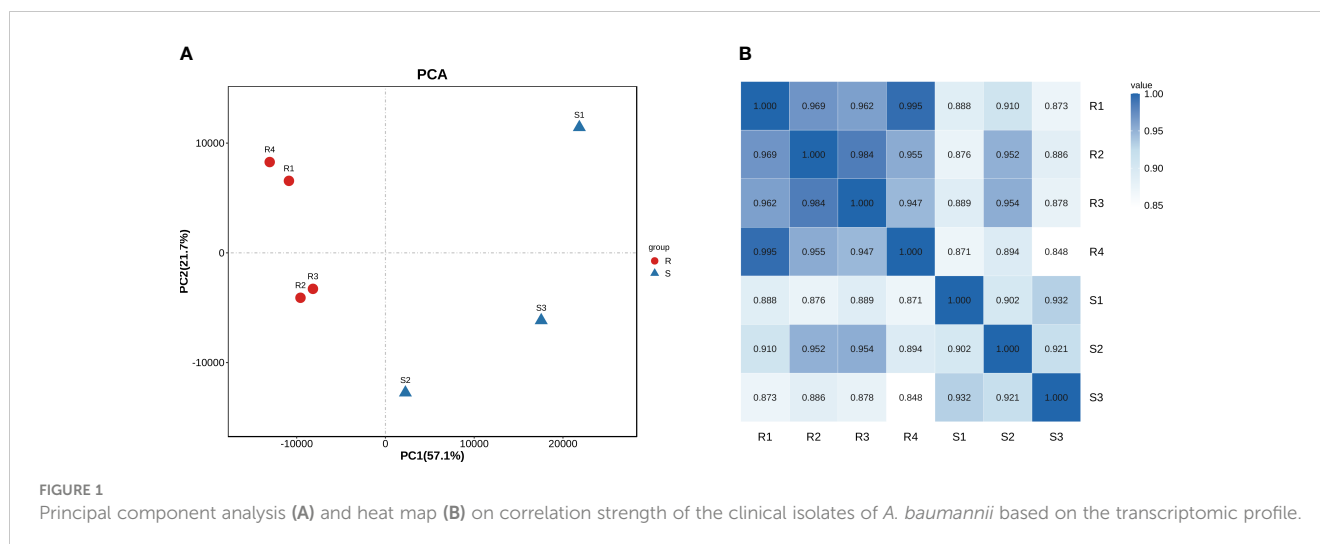 A
PCA
S1
10000
R4
R1
0
R3
R2
S3
-10000
S2
-10000 0 10000 20000
PC1(57.1%)
PC2(21.7%)
group
R
S
B
1.000 0.969 0.962 0.995 0.888 0.910 0.873 R1
0.969 1.000 0.984 0.955 0.876 0.952 0.886 R2
0.962 0.984 1.000 0.947 0.889 0.954 0.878 R3
0.995 0.955 0.947 1.000 0.871 0.894 0.848 R4
0.888 0.876 0.889 0.871 1.000 0.902 0.932 S1
0.910 0.952 0.954 0.894 0.902 1.000 0.921 S2
0.873 0.886 0.878 0.848 0.932 0.921 1.000 S3
R1 R2 R3 R4 S1 S2 S3
value
1.00
0.95
0.90
0.85
FIGURE 1
Principal component analysis (A) and heat map (B) on correlation strength of the clinical isolates of A. baumannii based on the transcriptomic profile.